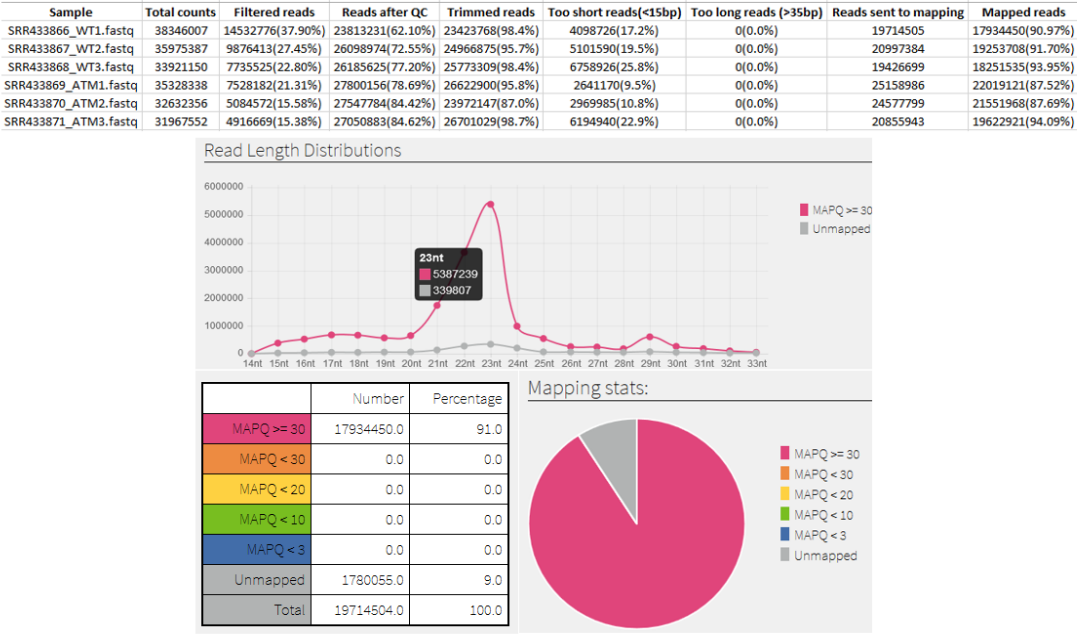 Sample Total counts Filtered reads Reads after QC Trimmed reads Too short reads(<15bp) Too long reads (>35bp) Reads sent to mapping Mapped reads
SRR433866_WT1.fastq 38346007 14532776(37.90%) 23813231(62.10%) 23423768(98.4%) 4098726(17.2%) 0(0.0%) 19714505 17934450(90.97%)
SRR433867_WT2.fastq 35975387 9876413(27.45%) 26098974(72.55%) 24966875(95.7%) 5101590(19.5%) 0(0.0%) 20997384 19253708(91.70%)
SRR433868_WT3.fastq 33921150 7735525(22.80%) 26185625(77.20%) 25773309(98.4%) 6758926(25.8%) 0(0.0%) 19426699 18251535(93.95%)
SRR433869_ATM1.fastq 35328338 7528182(21.31%) 27800156(78.69%) 26622900(95.8%) 2641170(9.5%) 0(0.0%) 25158986 22019121(87.52%)
SRR433870_ATM2.fastq 32632356 5084572(15.58%) 27547784(84.42%) 23972147(87.0%) 2969985(10.8%) 0(0.0%) 24577799 21551968(87.69%)
SRR433871_ATM3.fastq 31967552 4916669(15.38%) 27050883(84.62%) 26701029(98.7%) 6194940(22.9%) 0(0.0%) 20855943 19622921(94.09%)
Read Length Distributions
6000000
5000000
4000000
3000000
2000000
1000000
0
23nt
5387239
339807
MAPQ >= 30
Unmapped
14nt 15nt 16nt 17nt 18nt 19nt 20nt 21nt 22nt 23nt 24nt 25nt 26nt 27nt 28nt 29nt 30nt 31nt 32nt 33nt
Number Percentage
MAPQ >= 30 17934450.0 91.0
MAPQ < 30 0.0 0.0
MAPQ < 20 0.0 0.0
MAPQ < 10 0.0 0.0
MAPQ < 3 0.0 0.0
Unmapped 1780055.0 9.0
Total 19714504.0 100.0
Mapping stats:
MAPQ >= 30
MAPQ < 30
MAPQ < 20
MAPQ < 10
MAPQ < 3
Unmapped